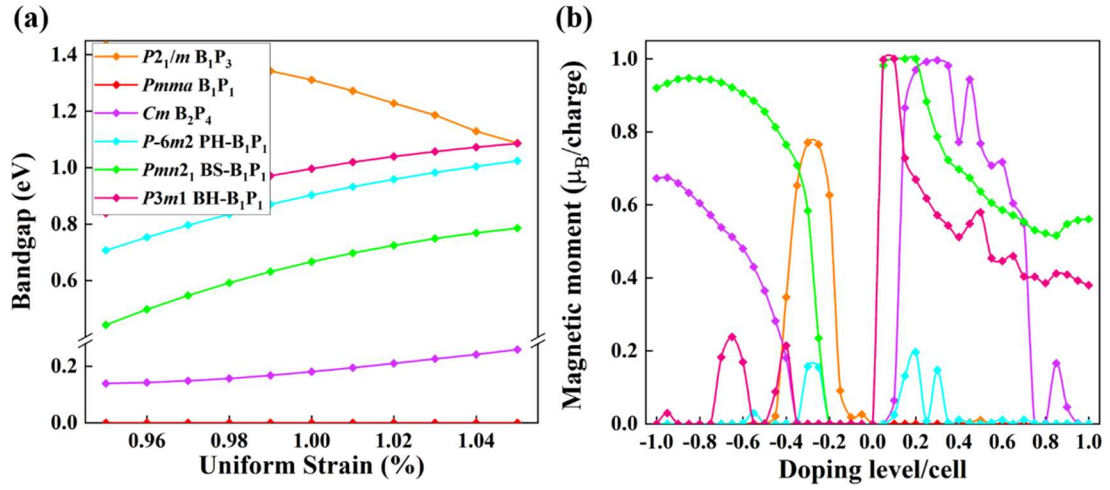 (a)
1.4
1.2
1.0
0.8
0.6
0.2
0.0
Bandgap (eV)
P2₁/m B₁P₃
Pmma B₁P₁
Cm B₂P₄
P-6m2 PH-B₁P₁
Pmn2₁ BS-B₁P₁
P3m1 BH-B₁P₁
0.96 0.98 1.00 1.02 1.04
Uniform Strain (%)
(b)
1.0
0.8
0.6
0.4
0.2
0.0
Magnetic moment (μB/charge)
-1.0 -0.8 -0.6 -0.4 -0.2 0.0 0.2 0.4 0.6 0.8 1.0
Doping level/cell